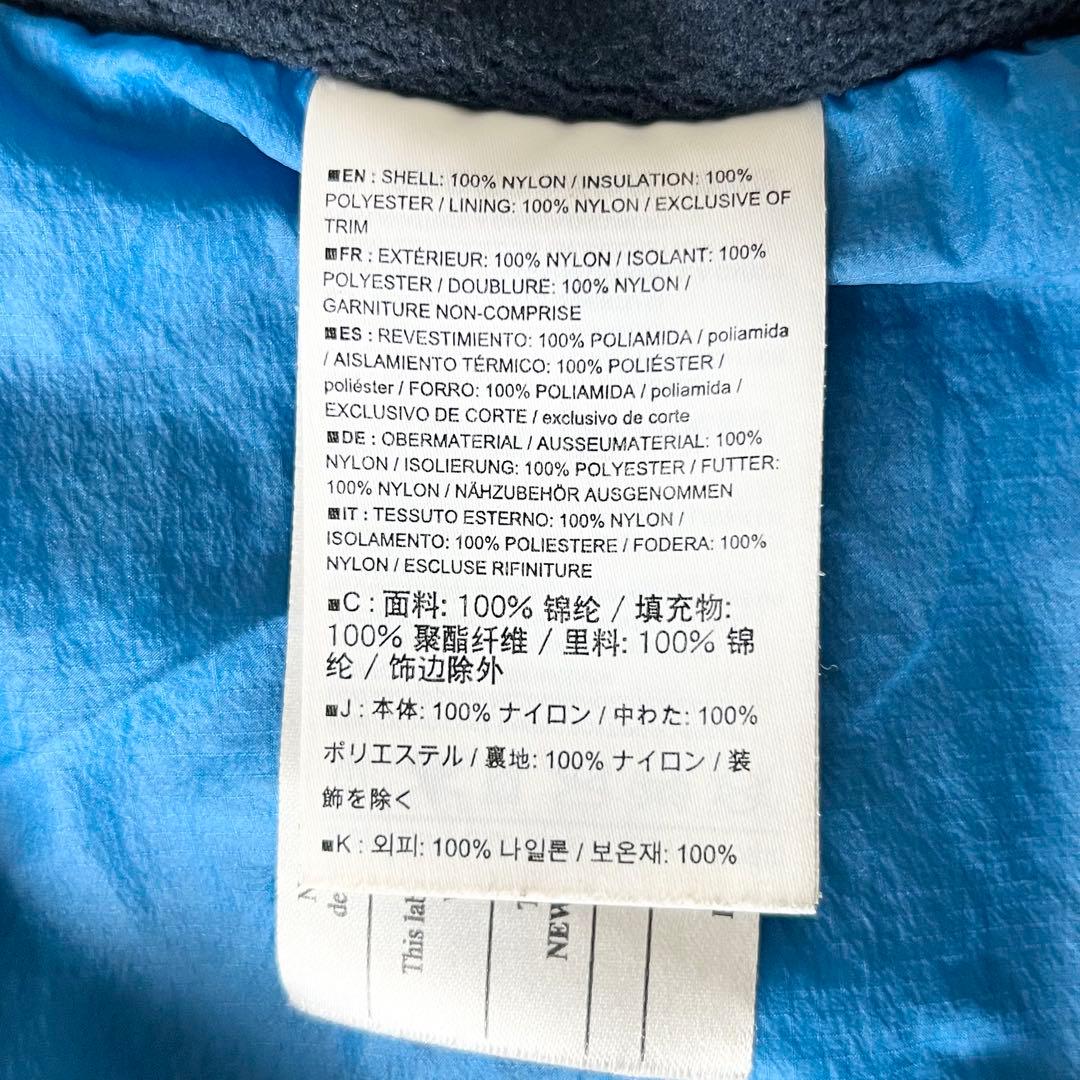 EN : SHELL: 100% NYLON / INSULATION: 100%
POLYESTER / LINING: 100% NYLON / EXCLUSIVE OF
TRIM
FR : EXTÉRIEUR: 100% NYLON / ISOLANT: 100%
POLYESTER / DOUBLURE: 100% NYLON /
GARNITURE NON-COMPRISE
ES : REVESTIMIENTO: 100% POLIAMIDA / poliamida
/ AISLAMIENTO TÉRMICO: 100% POLIÉSTER /
poliéster / FORRO: 100% POLIAMIDA / poliamida /
EXCLUSIVO DE CORTE / exclusivo de corte
DE : OBERMATERIAL / AUSSEUMATERIAL: 100%
NYLON / ISOLIERUNG: 100% POLYESTER / FUTTER:
100% NYLON / NÄHZUBEHÖR AUSGENOMMEN
IT : TESSUTO ESTERNO: 100% NYLON /
ISOLAMENTO: 100% POLIESTERE / FODERA: 100%
NYLON / ESCLUSE RIFINITURE
C : 面料: 100% 锦纶 / 填充物:
100% 聚酯纤维 / 里料: 100% 锦
纶 / 饰边除外
J : 本体: 100% ナイロン / 中わた: 100%
ポリエステル / 裏地: 100% ナイロン / 装
飾を除く
K : 외피: 100% 나일론 / 보온재: 100%
de
This
NEW